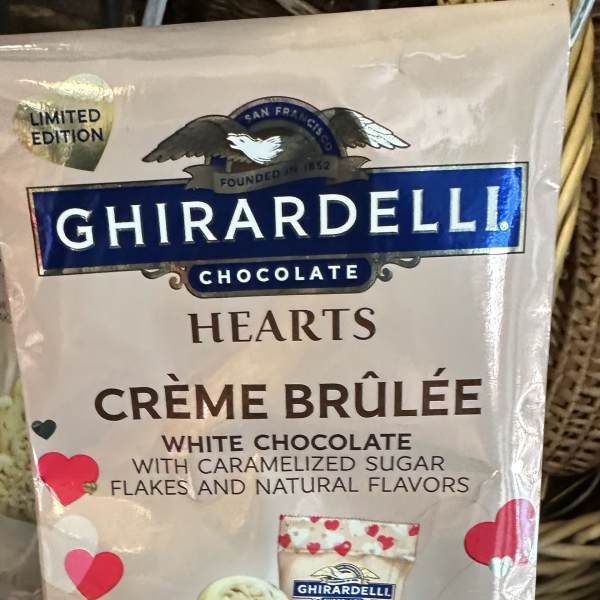 LIMITED
EDITION
SAN FRANCISCO
FOUNDED IN 1852
GHIRARDELLI®
CHOCOLATE
HEARTS
CRÈME BRÛLÉE
WHITE CHOCOLATE
WITH CARAMELIZED SUGAR
FLAKES AND NATURAL FLAVORS
GHIRARDELLI